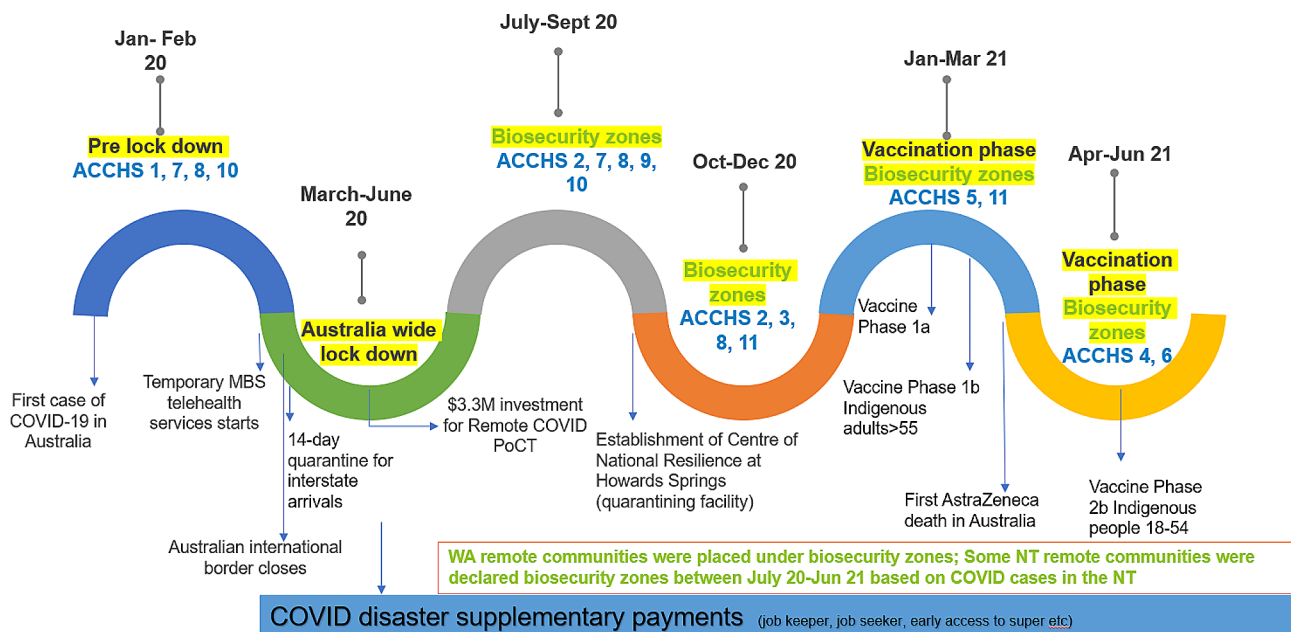 Jan- Feb
20
Pre lock down
ACCHS 1, 7, 8, 10
March-June
20
Australia wide
lock down
July-Sept 20
Biosecurity zones
ACCHS 2, 7, 8, 9,
10
Oct-Dec 20
Biosecurity
zones
ACCHS 2, 3,
8, 11
Jan-Mar 21
Vaccination phase
Biosecurity zones
ACCHS 5, 11
Apr-Jun 21
Vaccination
phase
Biosecurity
zones
ACCHS 4, 6
First case of
COVID-19 in
Australia
Temporary MBS
telehealth
services starts
14-day
quarantine for
interstate
arrivals
Australian international
border closes
$3.3M investment
for Remote COVID
PoCT
Establishment of Centre of
National Resilience at
Howards Springs
(quarantining facility)
Vaccine
Phase 1a
Vaccine Phase 1b
Indigenous
adults>55
First AstraZeneca
death in Australia
Vaccine Phase
2b Indigenous
people 18-54
WA remote communities were placed under biosecurity zones; Some NT remote communities were
declared biosecurity zones between July 20-Jun 21 based on COVID cases in the NT
COVID disaster supplementary payments (job keeper, job seeker, early access to super etc)